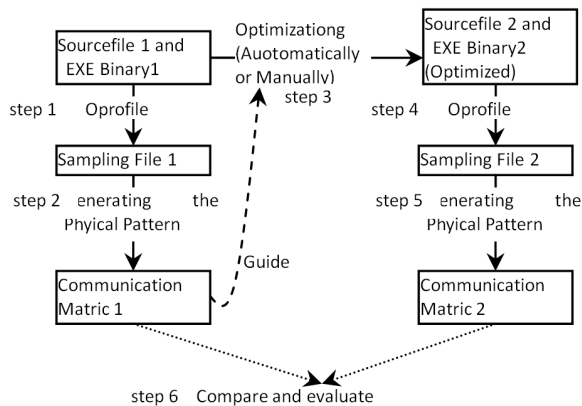 Sourcefile 1 and
EXE Binary1
Optimizationg
(Auotomatically
or Manually)
step 3
Sourcefile 2 and
EXE Binary2
(Optimized)
step 1 Oprofile
step 4 Oprofile
Sampling File 1
Sampling File 2
step 2 enerating the
Phyical Pattern
step 5 enerating the
Phyical Pattern
Guide
Communication
Matric 1
Communication
Matric 2
step 6 Compare and evaluate